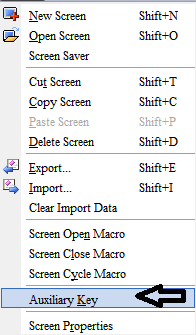 New Screen Shift+N
Open Screen Shift+O
Screen Saver
Cut Screen Shift+T
Copy Screen Shift+C
Paste Screen Shift+P
Delete Screen Shift+D
Export... Shift+E
Import... Shift+I
Clear Import Data
Screen Open Macro
Screen Close Macro
Screen Cycle Macro
Auxiliary Key
Screen Properties